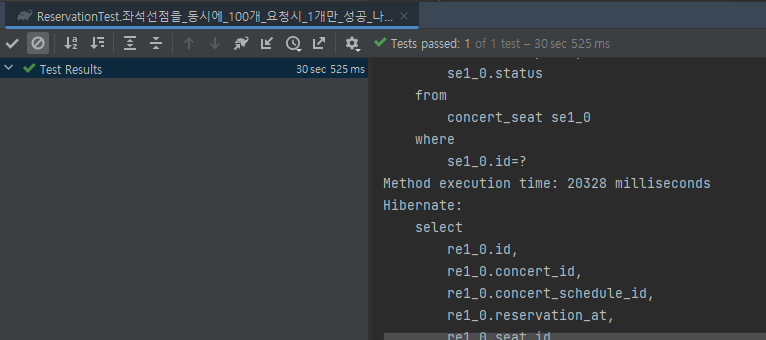 ReservationTest.좌석선점을_동시에_100개_요청시_1개만_성공_나...
Tests passed: 1 of 1 test – 30 sec 525 ms
Test Results 30 sec 525 ms
se1_0.status
from
concert_seat se1_0
where
se1_0.id=?
Method execution time: 20328 milliseconds
Hibernate:
select
re1_0.id,
re1_0.concert_id,
re1_0.concert_schedule_id,
re1_0.reservation_at,
re1_0.seat_id